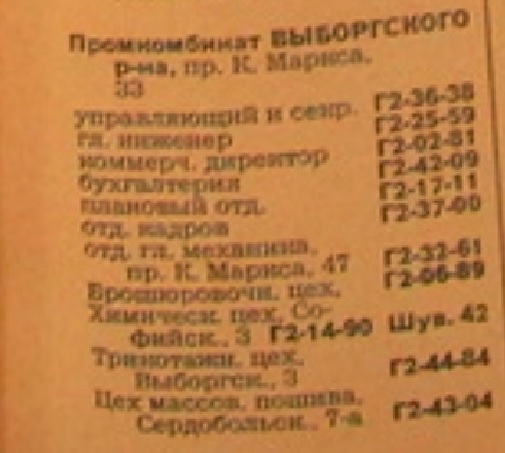 Промкомбинат ВЫБОРГСКОГО
р-на, пр. К. Маркса,
33
управляющий и секр. Г2-36-38
гл. инженер Г2-25-59
коммерч. директор Г2-02-81
бухгалтерия Г2-42-09
плановый отд. Г2-17-11
отд. кадров Г2-37-00
отд. гл. механика,
пр. К. Маркса, 47 Г2-32-61
Брошюровочн. цех, Г2-06-89
Химическ. цех, Со-
фийск., 3 Г2-14-90 Шув. 42
Трикотажн. цех,
Выборгск., 3 Г2-44-84
Цех массов. пошива,
Сердобольск., 7-а Г2-43-04